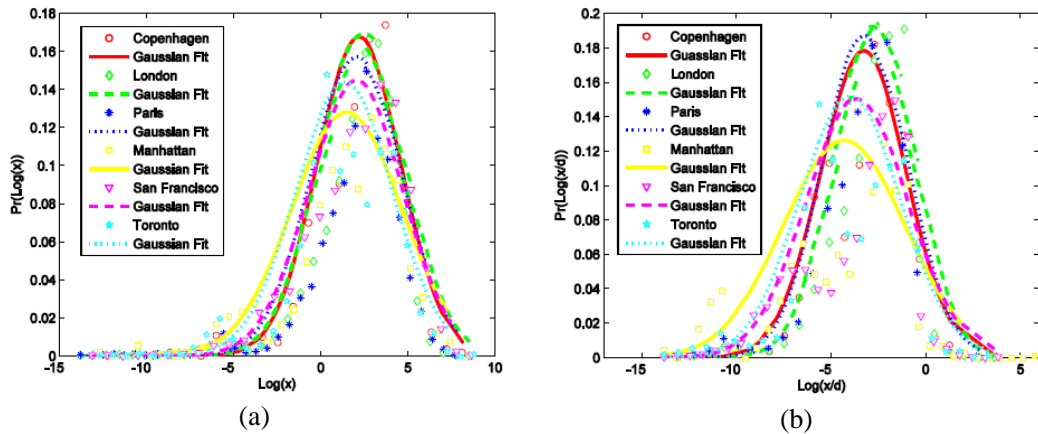 0.18
0.16
0.14
0.12
0.1
0.08
0.06
0.04
0.02
0
Pr(Log(x))
Copenhagen
Gaussian Fit
London
Gaussian Fit
Paris
Gaussian Fit
Manhattan
Gaussian Fit
San Francisco
Gaussian Fit
Toronto
Gaussian Fit
-15 -10 -5 0 5 10
Log(x)
(a)
0.2
0.18
0.16
0.14
0.12
0.1
0.08
0.06
0.04
0.02
0
Pr(Log(x/d))
Copenhagen
Gaussian Fit
London
Gaussian Fit
Paris
Gaussian Fit
Manhattan
Gaussian Fit
San Francisco
Gaussian Fit
Toronto
Gaussian Fit
-15 -10 -5 0 5
Log(x/d)
(b)